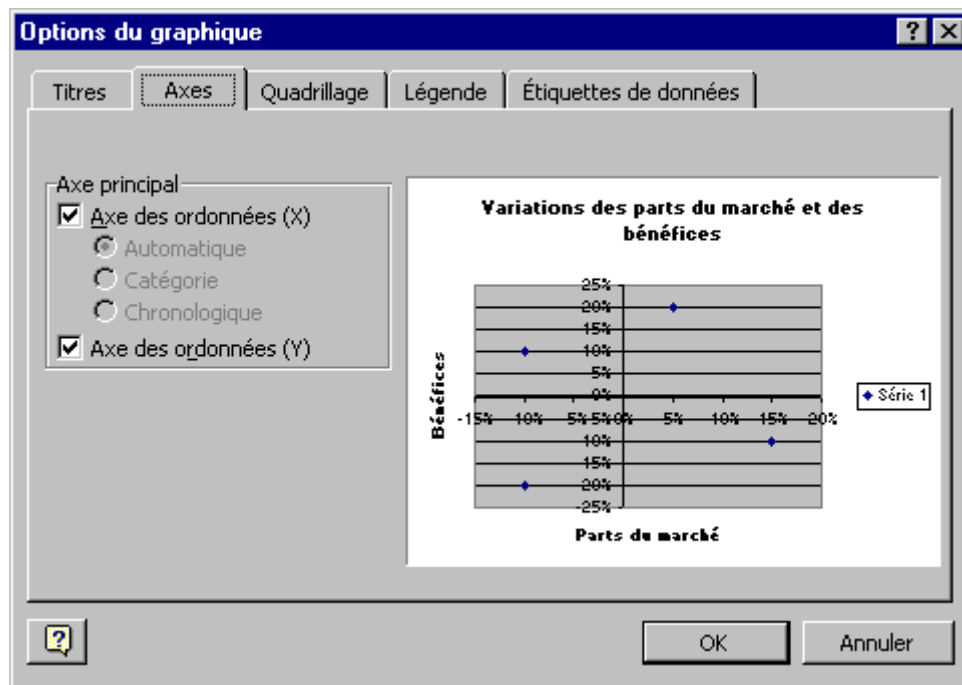 Options du graphique
Titres Axes Quadrillage Légende Étiquettes de données
Axe principal
Axe des ordonnées (X)
Automatique
Catégorie
Chronologique
Axe des ordonnées (Y)
Variations des parts du marché et des
bénéfices
25%
20%
15%
10%
5%
0%
-15% -10% -5% 0% 5% 10% 15% 20%
-5%
-10%
-15%
-20%
-25%
Bénéfices
Parts du marché
Série 1
OK Annuler